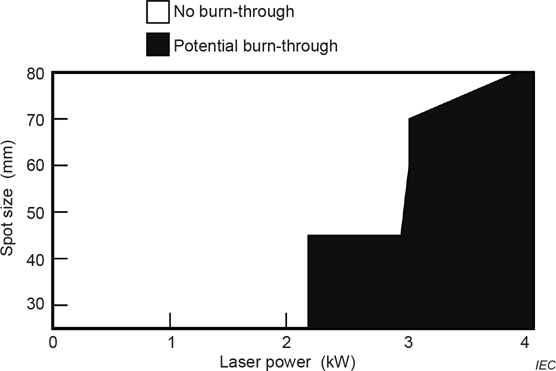 No burn-through
Potential burn-through
80
70
60
50
40
30
Spot size (mm)
0 1 2 3 4
Laser power (kW)
IEC